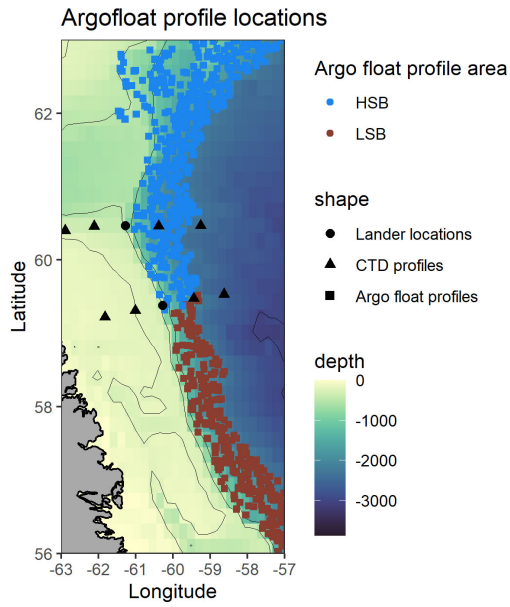 Argofloat profile locations
Argo float profile area
HSB
LSB
shape
Lander locations
CTD profiles
Argo float profiles
depth
0
-1000
-2000
-3000
Latitude
62
60
58
56
-63 -62 -61 -60 -59 -58 -57
Longitude